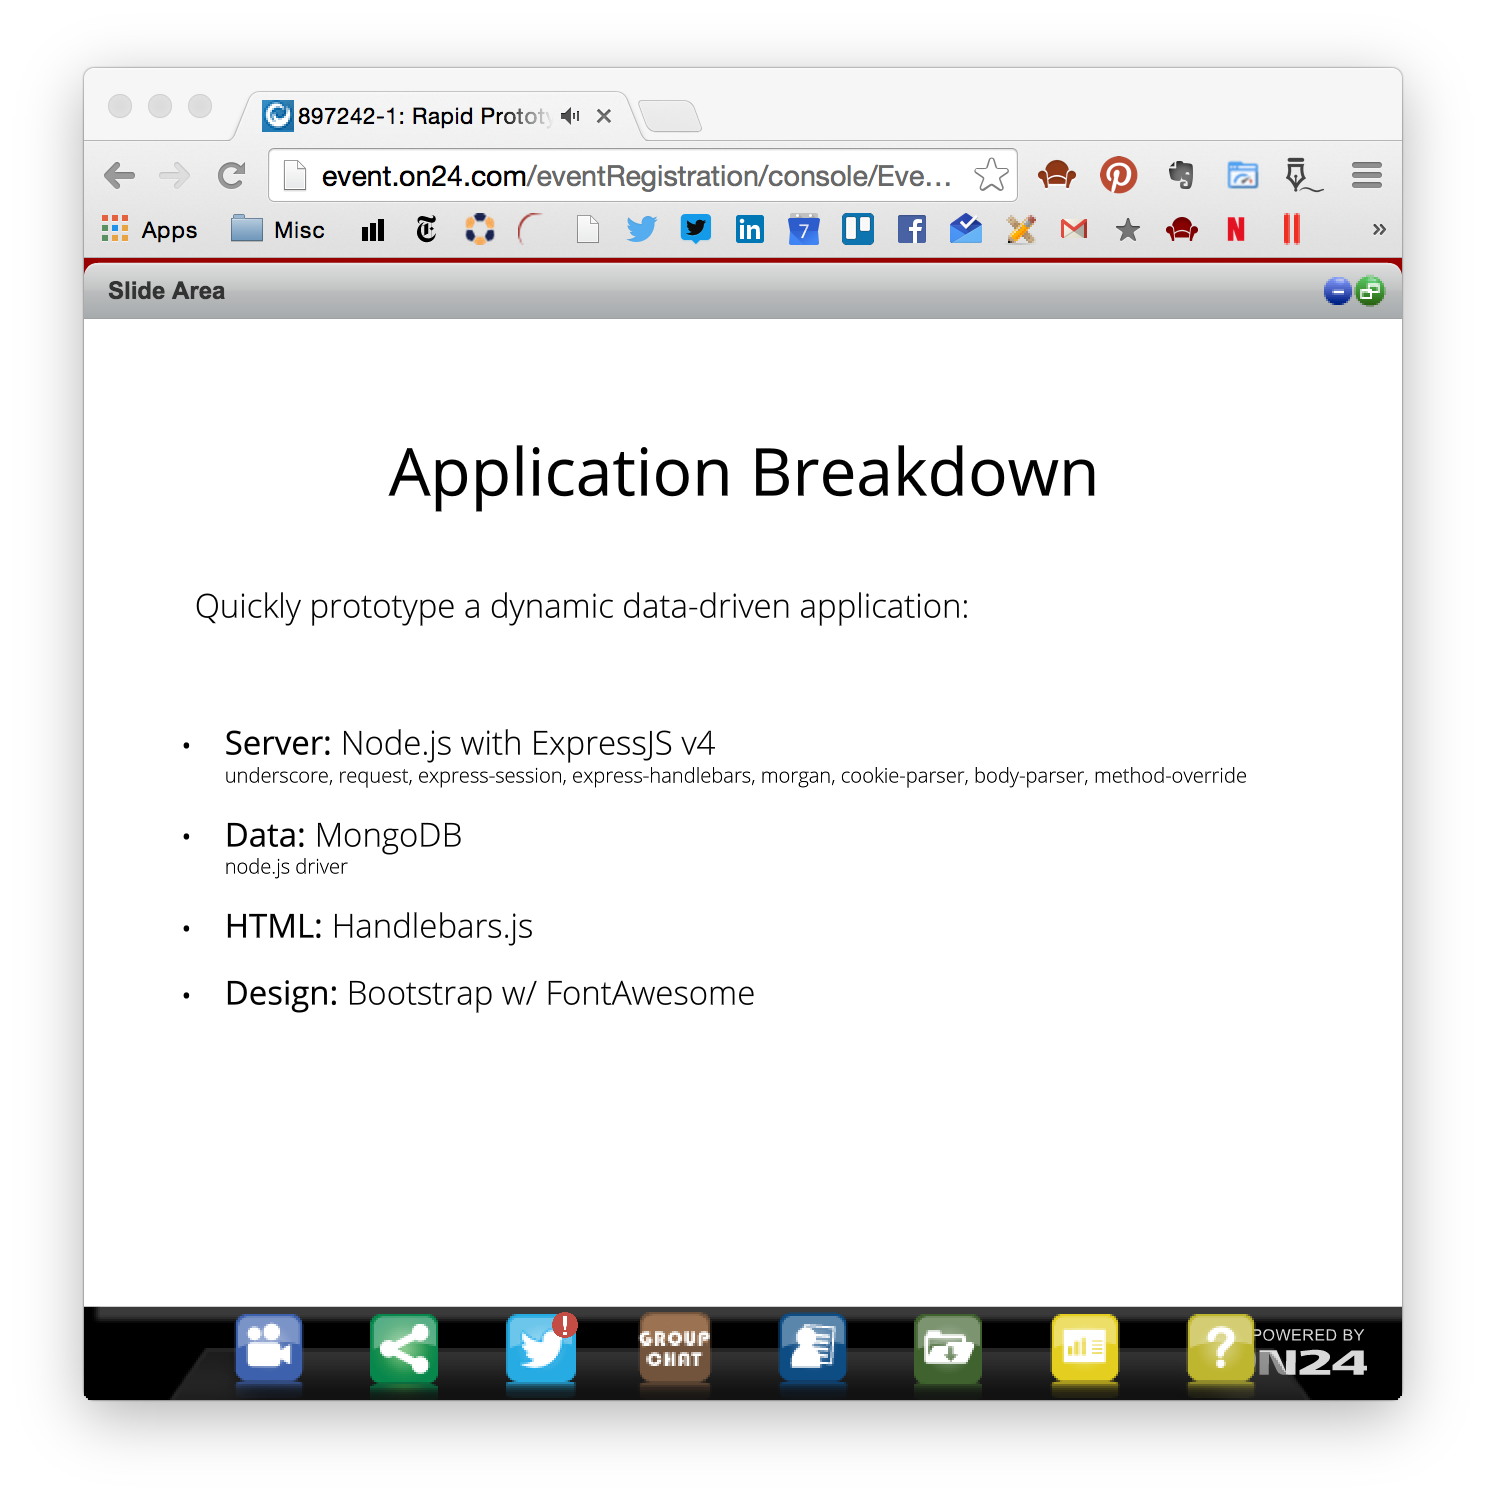 897242-1: Rapid Prototy
event.on24.com/eventRegistration/console/Eve...
Apps
Misc
7
Slide Area
Application Breakdown
Quickly prototype a dynamic data-driven application:
• Server: Node.js with ExpressJS v4
underscore, request, express-session, express-handlebars, morgan, cookie-parser, body-parser, method-override
• Data: MongoDB
node.js driver
• HTML: Handlebars.js
• Design: Bootstrap w/ FontAwesome
GROUP
CHAT
POWERED BY
N24